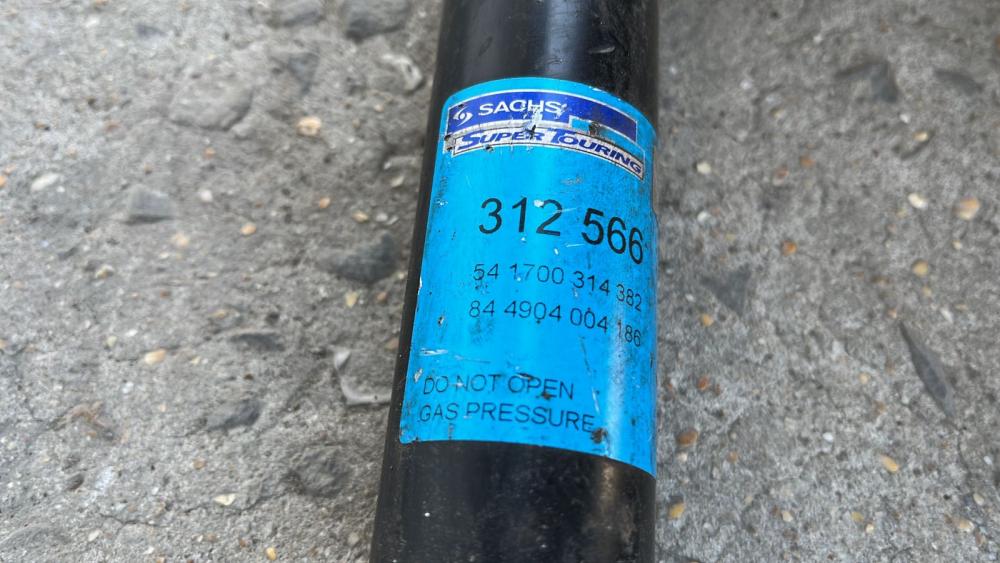 SACHS
SUPER TOURING
312 566
54 1700 314 382
84 4904 004 186
DO NOT OPEN
GAS PRESSURE